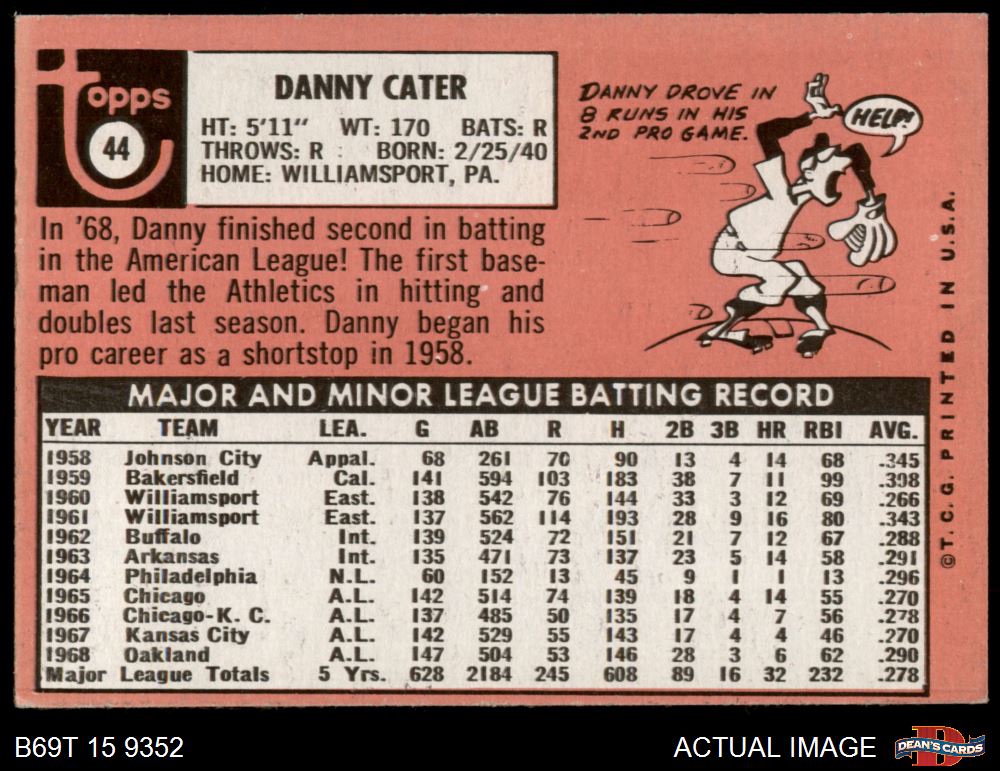 topps
44
DANNY CATER
HT: 5'11" WT: 170 BATS: R
THROWS: R BORN: 2/25/40
HOME: WILLIAMSPORT, PA.
DANNY DROVE IN
8 RUNS IN HIS
2ND PRO GAME.
HELP!
In '68, Danny finished second in batting
in the American League! The first base-
man led the Athletics in hitting and
doubles last season. Danny began his
pro career as a shortstop in 1958.
MAJOR AND MINOR LEAGUE BATTING RECORD
YEAR TEAM LEA. G AB R H 2B 3B HR RBI AVG.
1958 Johnson City Appal. 68 261 70 90 13 4 14 68 .345
1959 Bakersfield Cal. 141 594 103 183 38 7 11 99 .308
1960 Williamsport East. 138 542 76 144 33 3 12 69 .266
1961 Williamsport East. 137 562 114 193 28 9 16 80 .343
1962 Buffalo Int. 139 524 72 151 21 7 12 67 .288
1963 Arkansas Int. 135 471 73 137 23 5 14 58 .291
1964 Philadelphia N.L. 60 152 13 45 9 1 1 13 .296
1965 Chicago A.L. 142 514 74 139 18 4 14 55 .270
1966 Chicago-K. C. A.L. 137 485 50 135 17 4 7 56 .278
1967 Kansas City A.L. 142 529 55 143 17 4 4 46 .270
1968 Oakland A.L. 147 504 53 146 28 3 6 62 .290
Major League Totals 5 Yrs. 628 2184 245 608 89 16 32 232 .278
©T. C. G. PRINTED IN U.S.A.
B69T 15 9352
ACTUAL IMAGE
D
DEAN'S CARDS